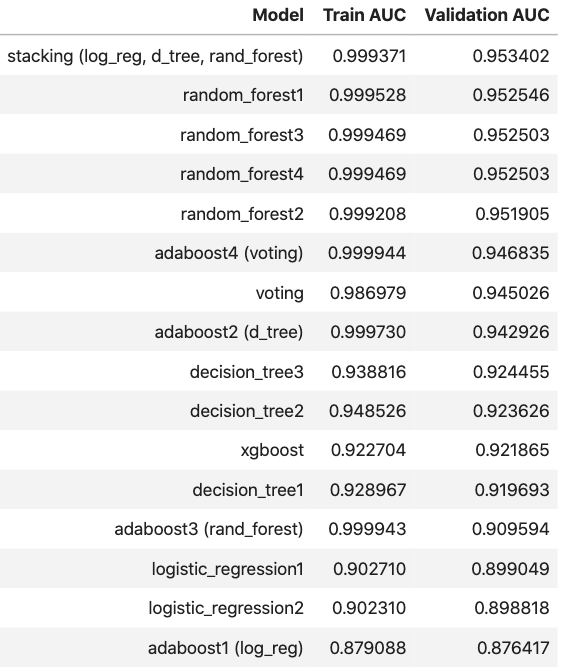 Model Train AUC Validation AUC
stacking (log_reg, d_tree, rand_forest) 0.999371 0.953402
random_forest1 0.999528 0.952546
random_forest3 0.999469 0.952503
random_forest4 0.999469 0.952503
random_forest2 0.999208 0.951905
adaboost4 (voting) 0.999944 0.946835
voting 0.986979 0.945026
adaboost2 (d_tree) 0.999730 0.942926
decision_tree3 0.938816 0.924455
decision_tree2 0.948526 0.923626
xgboost 0.922704 0.921865
decision_tree1 0.928967 0.919693
adaboost3 (rand_forest) 0.999943 0.909594
logistic_regression1 0.902710 0.899049
logistic_regression2 0.902310 0.898818
adaboost1 (log_reg) 0.879088 0.876417